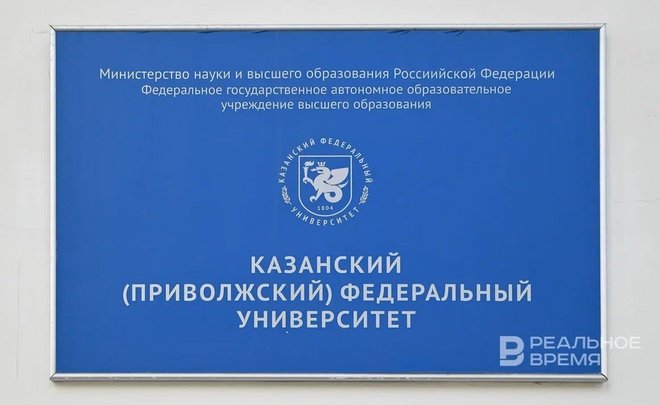 Министерство науки и высшего образования Россиийской Федерации
Федеральное государственное автономное образовательное
учреждение высшего образования
КАЗАНСКИЙ ФЕДЕРАЛЬНЫЙ
1804
УНИВЕРСИТЕТ
КАЗАНСКИЙ
(ПРИВОЛЖСКИЙ) ФЕДЕРАЛЬНЫЙ
УНИВЕРСИТЕТ
РЕАЛЬНОЕ
ВРЕМЯ